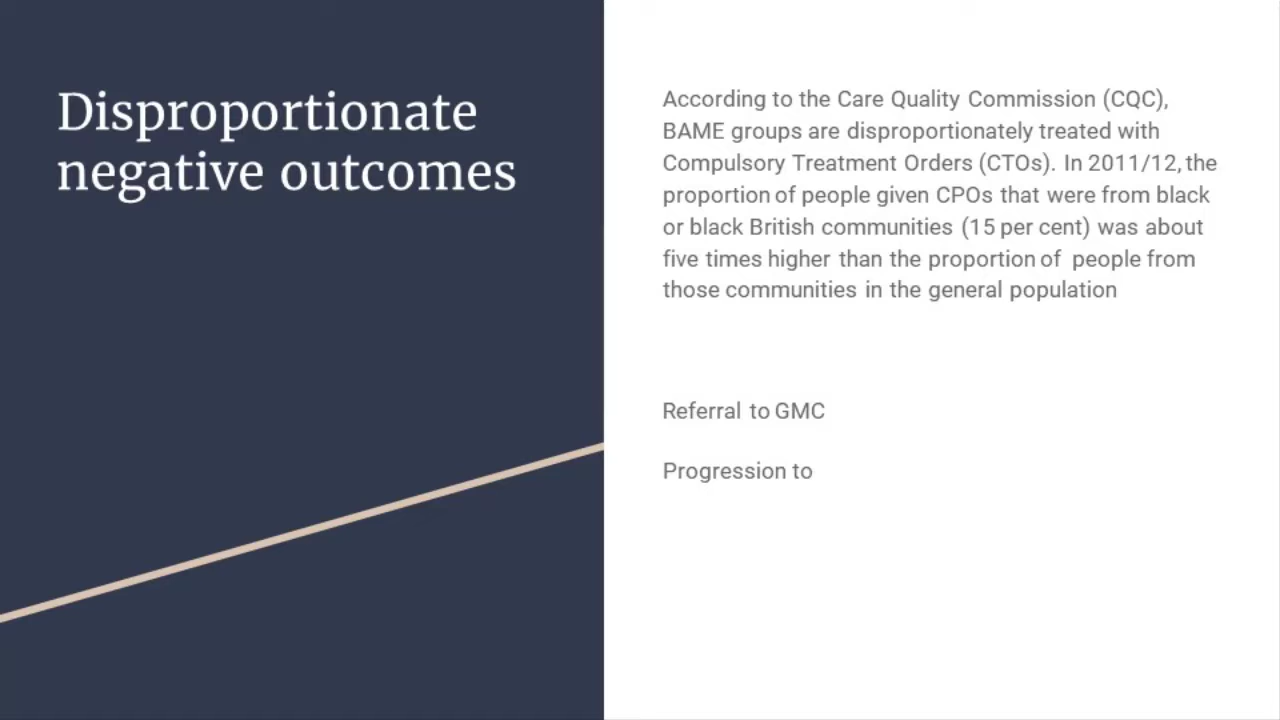 Disproportionate
negative outcomes
According to the Care Quality Commission (CQC),
BAME groups are disproportionately treated with
Compulsory Treatment Orders (CTOs). In 2011/12, the
proportion of people given CPOs that were from black
or black British communities (15 per cent) was about
five times higher than the proportion of people from
those communities in the general population
Referral to GMC
Progression to